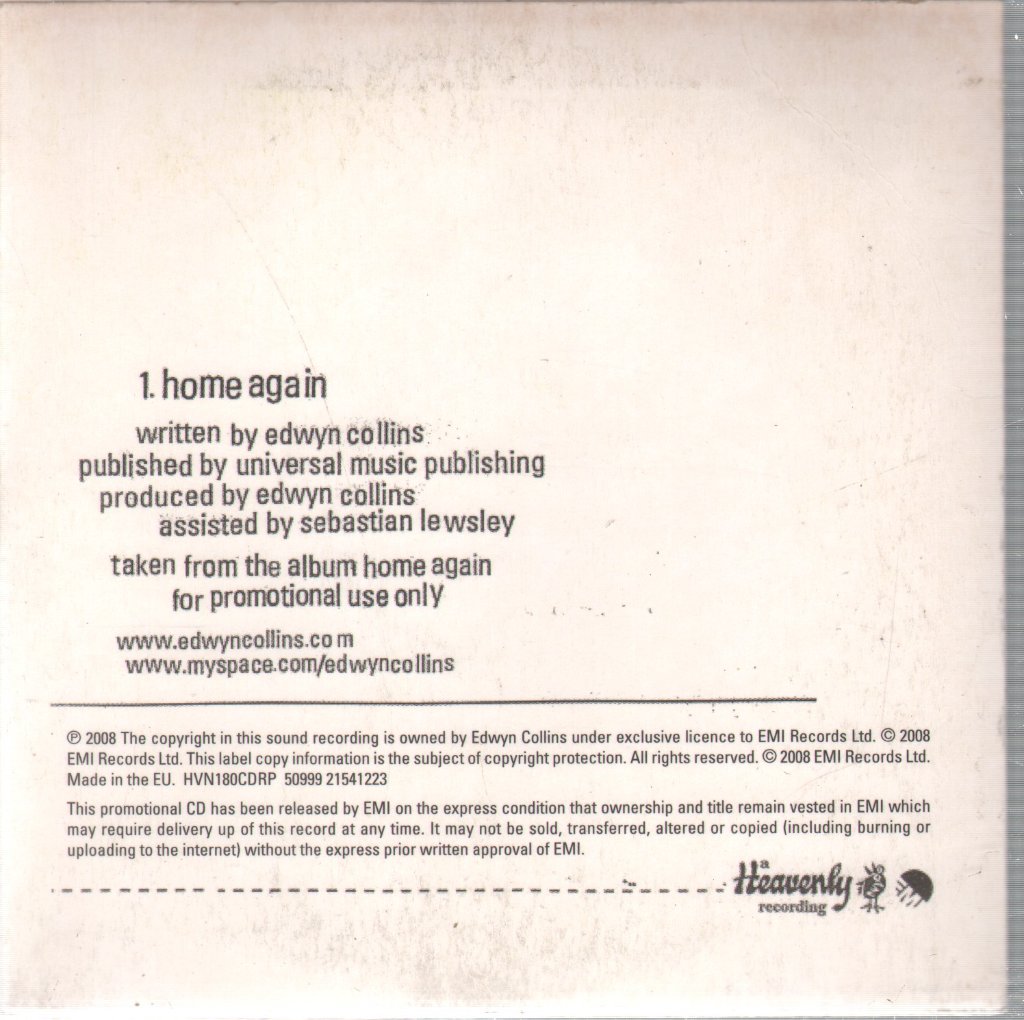 1. home again
written by edwyn collins
published by universal music publishing
produced by edwyn collins
assisted by sebastian lewsley
taken from the album home again
for promotional use only
www.edwyncollins.com
www.myspace.com/edwyncollins
℗ 2008 The copyright in this sound recording is owned by Edwyn Collins under exclusive licence to EMI Records Ltd. © 2008
EMI Records Ltd. This label copy information is the subject of copyright protection. All rights reserved. © 2008 EMI Records Ltd.
Made in the EU. HVN180CDRP 50999 21541223
This promotional CD has been released by EMI on the express condition that ownership and title remain vested in EMI which
may require delivery up of this record at any time. It may not be sold, transferred, altered or copied (including burning or
uploading to the internet) without the express prior written approval of EMI.
a
Heavenly
recording